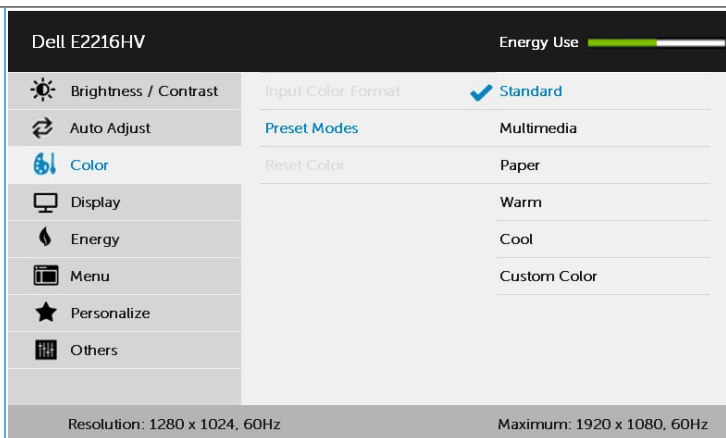 Dell E2216HV
Energy Use
Brightness / Contrast
Input Color Format
Standard
Auto Adjust
Preset Modes
Multimedia
Color
Reset Color
Paper
Display
Warm
Energy
Cool
Menu
Custom Color
Personalize
Others
Resolution: 1280 x 1024, 60Hz
Maximum: 1920 x 1080, 60Hz